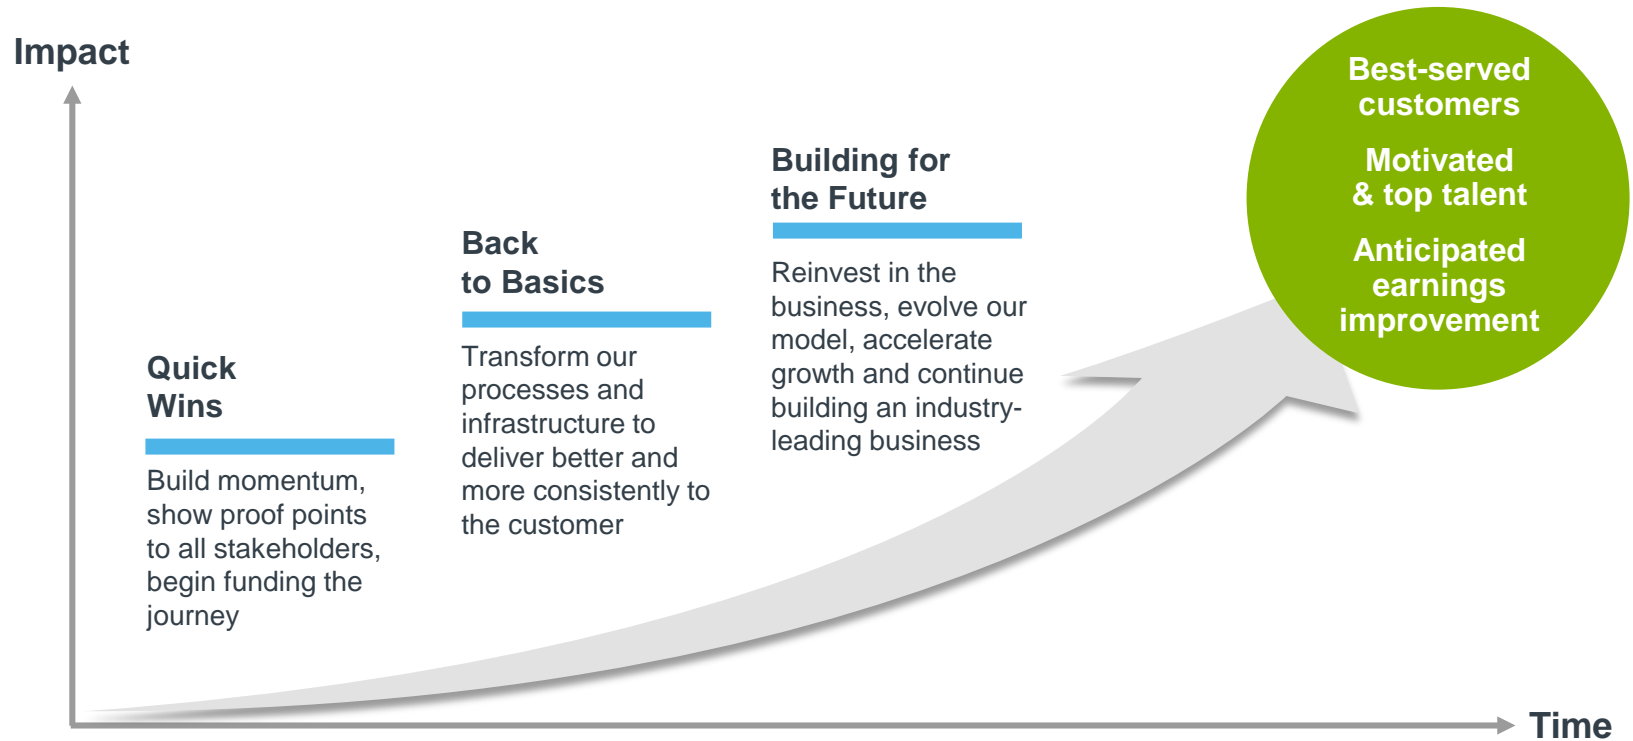 Impact
Quick
Wins
Build momentum,
show proof points
to all stakeholders,
begin funding the
journey
Back
to Basics
Transform our
processes and
infrastructure to
deliver better and
more consistently to
the customer
Building for
the Future
Reinvest in the
business, evolve our
model, accelerate
growth and continue
building an industry-
leading business
Best-served
customers
Motivated
& top talent
Anticipated
earnings
improvement
Time